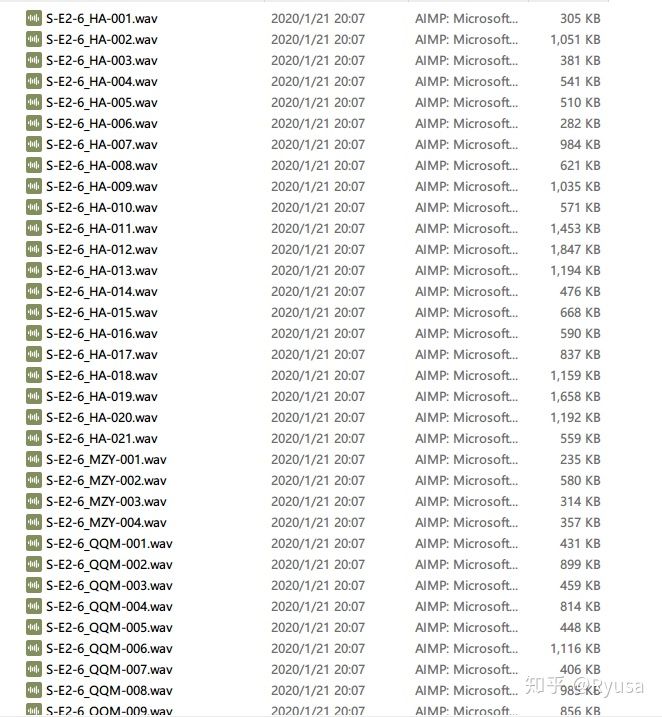 S-E2-6_HA-001.wav 2020/1/21 20:07 AIMP: Microsoft... 305 KB
S-E2-6_HA-002.wav 2020/1/21 20:07 AIMP: Microsoft... 1,051 KB
S-E2-6_HA-003.wav 2020/1/21 20:07 AIMP: Microsoft... 381 KB
S-E2-6_HA-004.wav 2020/1/21 20:07 AIMP: Microsoft... 541 KB
S-E2-6_HA-005.wav 2020/1/21 20:07 AIMP: Microsoft... 510 KB
S-E2-6_HA-006.wav 2020/1/21 20:07 AIMP: Microsoft... 282 KB
S-E2-6_HA-007.wav 2020/1/21 20:07 AIMP: Microsoft... 984 KB
S-E2-6_HA-008.wav 2020/1/21 20:07 AIMP: Microsoft... 621 KB
S-E2-6_HA-009.wav 2020/1/21 20:07 AIMP: Microsoft... 1,035 KB
S-E2-6_HA-010.wav 2020/1/21 20:07 AIMP: Microsoft... 571 KB
S-E2-6_HA-011.wav 2020/1/21 20:07 AIMP: Microsoft... 1,453 KB
S-E2-6_HA-012.wav 2020/1/21 20:07 AIMP: Microsoft... 1,847 KB
S-E2-6_HA-013.wav 2020/1/21 20:07 AIMP: Microsoft... 1,194 KB
S-E2-6_HA-014.wav 2020/1/21 20:07 AIMP: Microsoft... 476 KB
S-E2-6_HA-015.wav 2020/1/21 20:07 AIMP: Microsoft... 668 KB
S-E2-6_HA-016.wav 2020/1/21 20:07 AIMP: Microsoft... 590 KB
S-E2-6_HA-017.wav 2020/1/21 20:07 AIMP: Microsoft... 837 KB
S-E2-6_HA-018.wav 2020/1/21 20:07 AIMP: Microsoft... 1,159 KB
S-E2-6_HA-019.wav 2020/1/21 20:07 AIMP: Microsoft... 1,658 KB
S-E2-6_HA-020.wav 2020/1/21 20:07 AIMP: Microsoft... 1,192 KB
S-E2-6_HA-021.wav 2020/1/21 20:07 AIMP: Microsoft... 559 KB
S-E2-6_MZY-001.wav 2020/1/21 20:07 AIMP: Microsoft... 235 KB
S-E2-6_MZY-002.wav 2020/1/21 20:07 AIMP: Microsoft... 580 KB
S-E2-6_MZY-003.wav 2020/1/21 20:07 AIMP: Microsoft... 314 KB
S-E2-6_MZY-004.wav 2020/1/21 20:07 AIMP: Microsoft... 357 KB
S-E2-6_QQM-001.wav 2020/1/21 20:07 AIMP: Microsoft... 431 KB
S-E2-6_QQM-002.wav 2020/1/21 20:07 AIMP: Microsoft... 899 KB
S-E2-6_QQM-003.wav 2020/1/21 20:07 AIMP: Microsoft... 459 KB
S-E2-6_QQM-004.wav 2020/1/21 20:07 AIMP: Microsoft... 814 KB
S-E2-6_QQM-005.wav 2020/1/21 20:07 AIMP: Microsoft... 448 KB
S-E2-6_QQM-006.wav 2020/1/21 20:07 AIMP: Microsoft... 1,116 KB
S-E2-6_QQM-007.wav 2020/1/21 20:07 AIMP: Microsoft... 406 KB
S-E2-6_QQM-008.wav 2020/1/21 20:07 AIMP: Microsoft... 985 KB
知乎 @Ryusa
S-E2-6_QQM-009.wav 2020/1/21 20:07 AIMP: Microsoft... 856 KB